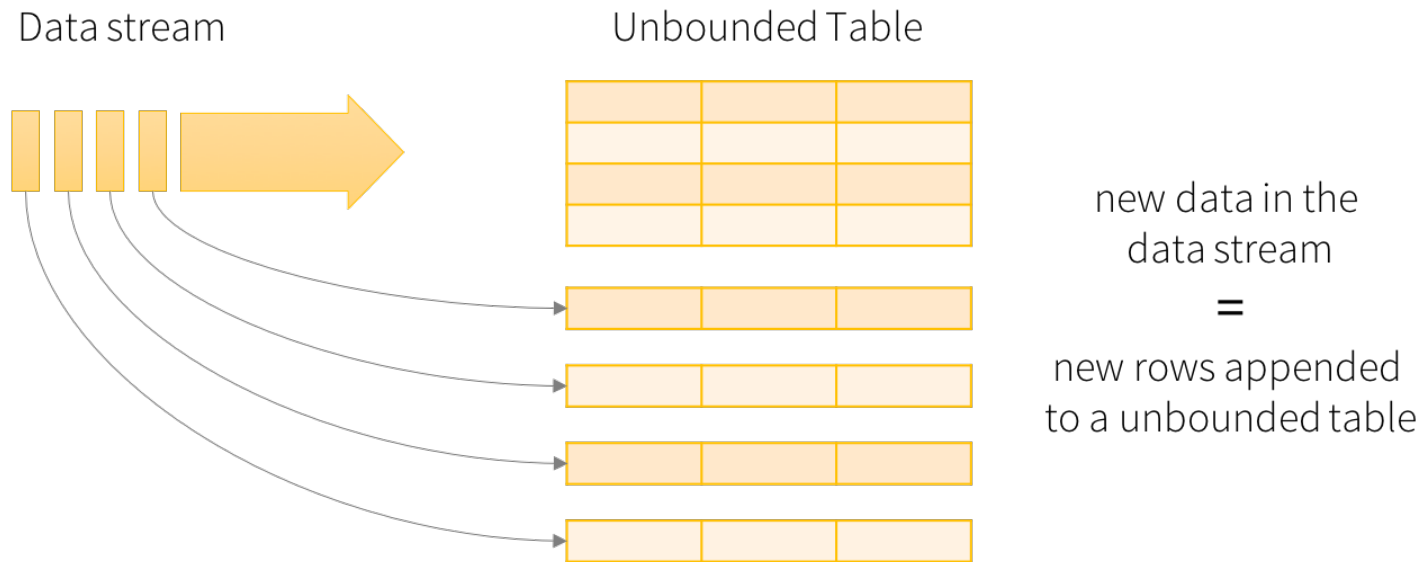 Data stream
Unbounded Table
new data in the
data stream
=
new rows appended
to a unbounded table